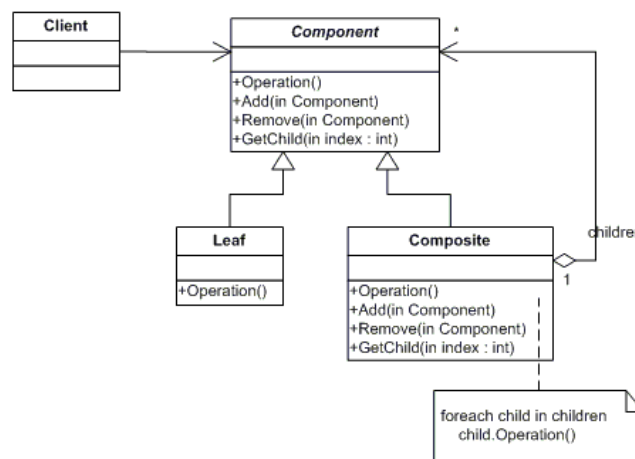 Client
Component
*
+Operation()
+Add(in Component)
+Remove(in Component)
+GetChild(in index : int)
children
Leaf
+Operation()
Composite
1
+Operation()
+Add(in Component)
+Remove(in Component)
+GetChild(in index : int)
foreach child in children
child.Operation()